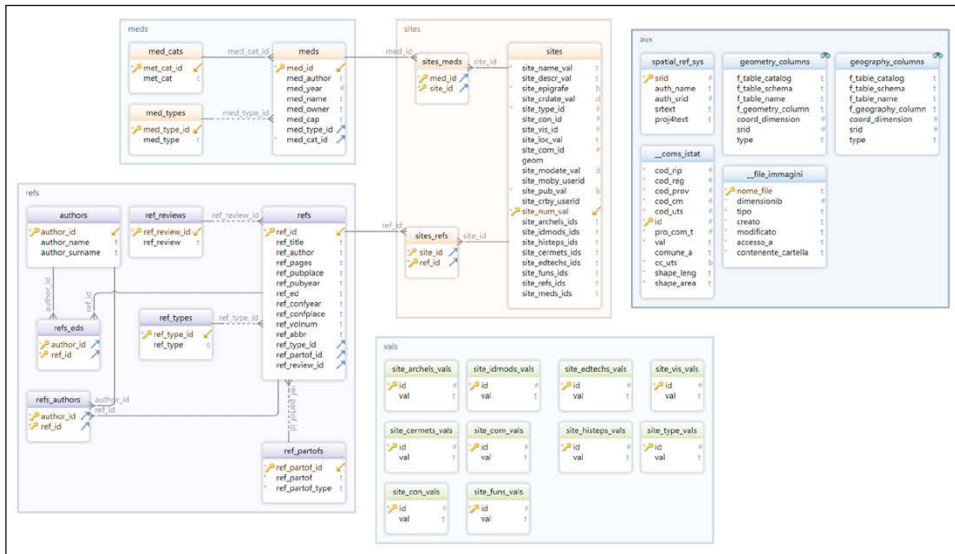 meds
med_cats
met_cat_id
met_cat c
med_cat_id
med_types
med_type_id
med_type t
med_type_id
meds
med_id
med_author t
med_year #
med_name t
med_owner t
med_cap t
med_type_id
med_cat_id
sites
med_id
sites_meds
med_id
site_id
site_id
sites
site_name_val t
site_descr_val t
site_epigrafe b
site_crdate_val d
site_type_id #
site_con_id #
site_vis_id #
site_loc_val t
site_com_id #
geom
site_modate_val d
site_moby_userid
site_pub_val b
site_crby_userid
site_num_val
site_archels_ids t
site_idmods_ids t
site_histeps_ids t
site_cermets_ids t
site_edtechs_ids t
site_funs_ids t
site_refs_ids t
site_meds_ids t
ref_id
sites_refs
site_id
ref_id
site_id
aux
spatial_ref_sys
srid #
auth_name t
auth_srid #
srtext t
proj4text t
geometry_columns
f_table_catalog t
f_table_schema t
f_table_name t
f_geometry_column t
coord_dimension #
srid #
type t
geography_columns
f_table_catalog t
f_table_schema t
f_table_name t
f_geography_column t
coord_dimension #
srid #
type t
__coms_istat
cod_rip #
cod_reg #
cod_prov #
cod_cm #
cod_uts #
id #
pro_com_t t
val t
comune_a t
cc_uts b
shape_leng t
shape_area t
__file_immagini
nome_file t
dimensionib #
tipo t
creato t
modificato t
accesso_a t
contenente_cartella t
refs
authors
author_id
author_name t
author_surname t
ref_reviews
ref_review_id
ref_review t
ref_review_id
refs
ref_id
ref_title t
ref_author t
ref_pages t
ref_pubplace t
ref_pubyear t
ref_ed t
ref_confyear t
ref_confplace t
ref_volnum t
ref_abbr t
ref_type_id
ref_partof_id
ref_review_id
author_id
ref_id
refs_eds
author_id
ref_id
ref_types
ref_type_id
ref_type c
ref_type_id
refs_authors
author_id
ref_id
author_id
ref_id
ref_partof_id
ref_partofs
ref_partof_id
ref_partof t
ref_partof_type t
vals
site_archels_vals
id #
val t
site_idmods_vals
id #
val t
site_edtechs_vals
id #
val t
site_vis_vals
id #
val t
site_cermets_vals
id #
val t
site_com_vals
id #
val t
site_histeps_vals
id #
val t
site_type_vals
id #
val t
site_con_vals
id #
val t
site_funs_vals
id #
val t